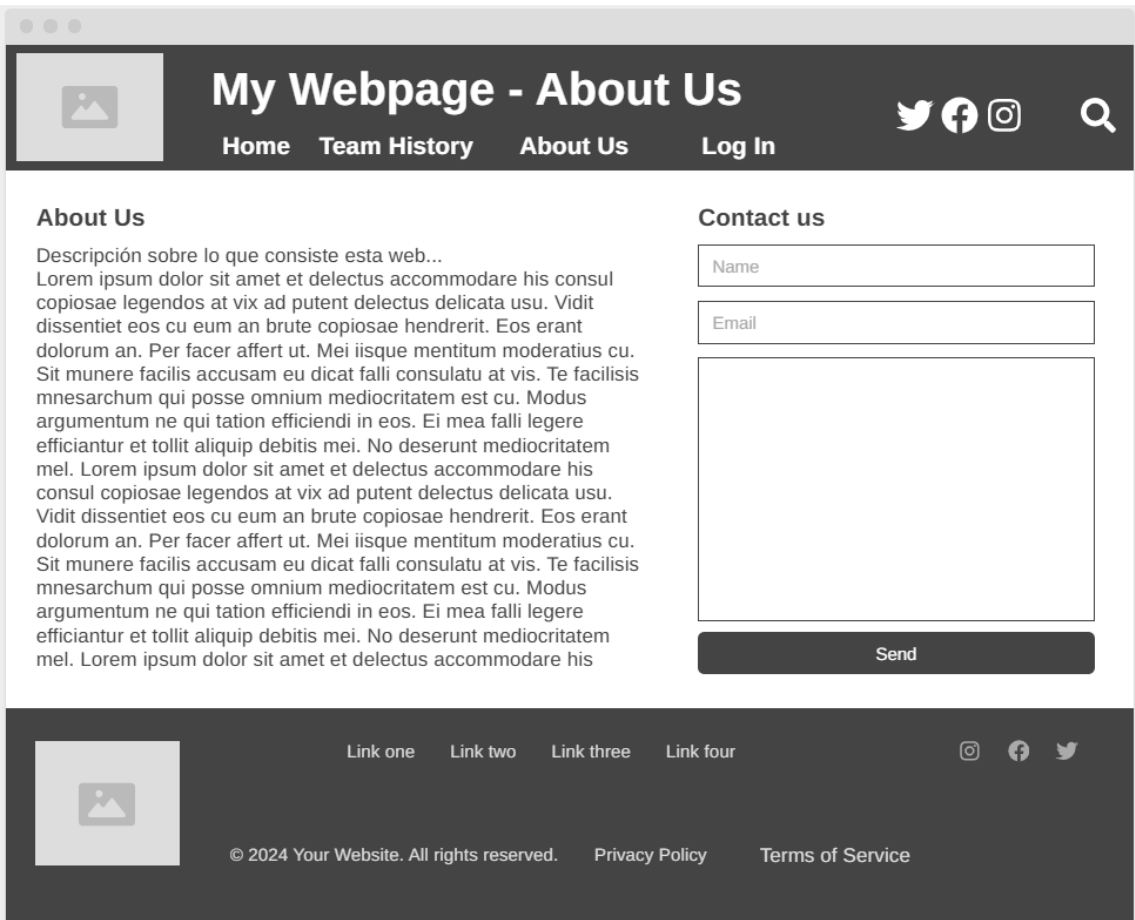 My Webpage - About Us
Home Team History About Us Log In
About Us
Descripción sobre lo que consiste esta web...
Lorem ipsum dolor sit amet et delectus accommodare his consul
copiosae legendos at vix ad putent delectus delicata usu. Vidit
dissentiet eos cu eum an brute copiosae hendrerit. Eos erant
dolorum an. Per facer affert ut. Mei iisque mentitum moderatius cu.
Sit munere facilis accusam eu dicat falli consulatu at vis. Te facilisis
mnesarchum qui posse omnium mediocritatem est cu. Modus
argumentum ne qui tation efficiendi in eos. Ei mea falli legere
efficiantur et tollit aliquip debitis mei. No deserunt mediocritatem
mel. Lorem ipsum dolor sit amet et delectus accommodare his
consul copiosae legendos at vix ad putent delectus delicata usu.
Vidit dissentiet eos cu eum an brute copiosae hendrerit. Eos erant
dolorum an. Per facer affert ut. Mei iisque mentitum moderatius cu.
Sit munere facilis accusam eu dicat falli consulatu at vis. Te facilisis
mnesarchum qui posse omnium mediocritatem est cu. Modus
argumentum ne qui tation efficiendi in eos. Ei mea falli legere
efficiantur et tollit aliquip debitis mei. No deserunt mediocritatem
mel. Lorem ipsum dolor sit amet et delectus accommodare his
Contact us
Name
Email
Send
Link one Link two Link three Link four
© 2024 Your Website. All rights reserved. Privacy Policy Terms of Service